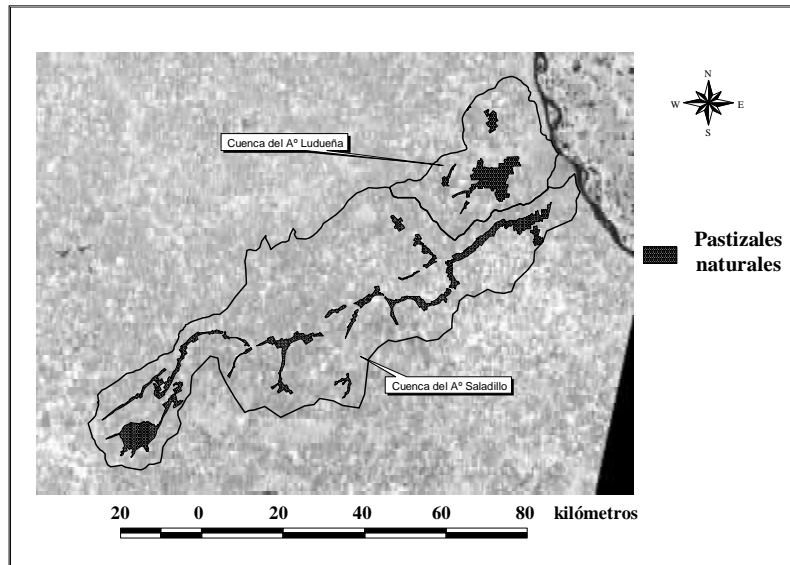 N
W E
S
Cuenca del Aº Ludueña
Pastizales
naturales
Cuenca del Aº Saladillo
20 0 20 40 60 80 kilómetros